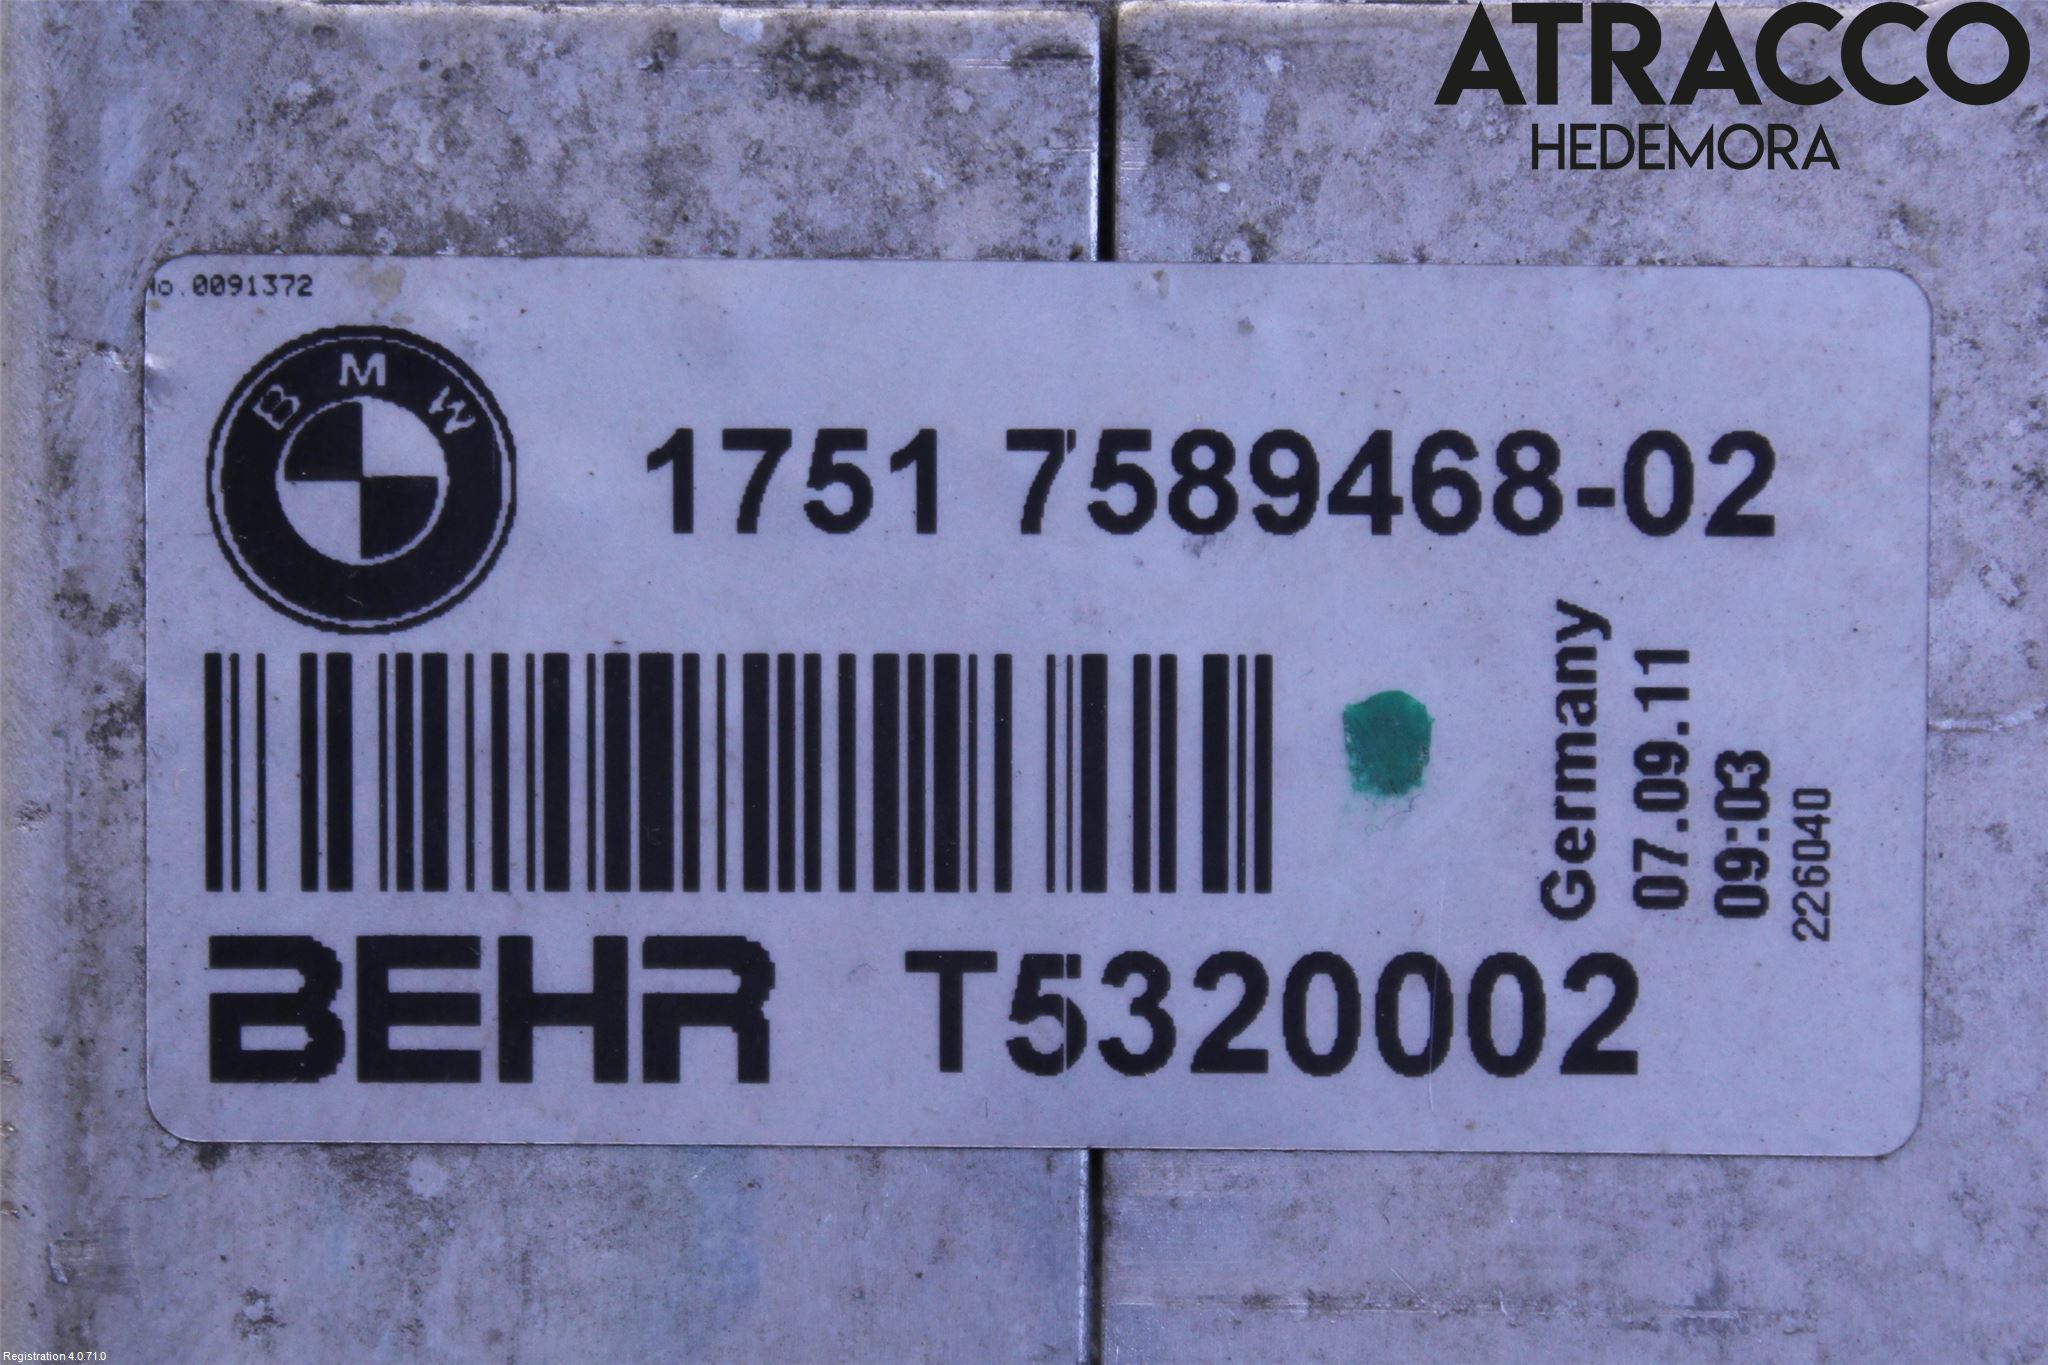 ATRACCO
HEDEMORA
No.0091372
BMW
1751 7589468-02
Germany
07.09.11
09:03
226040
BEHR T5320002
Registration 4.0.71.0